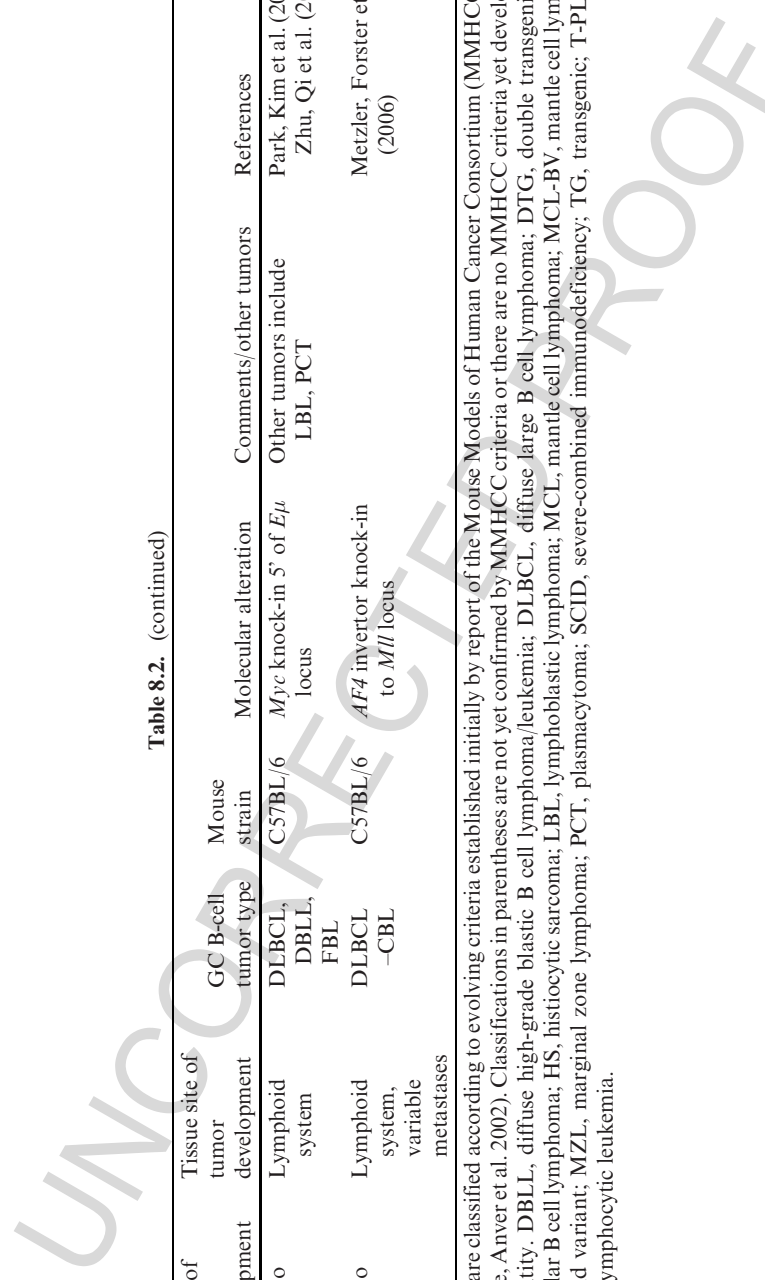 Table 8.2. (continued)
of Tissue site of
tumor GC B-cell Mouse
pment development tumor type strain Molecular alteration Comments/other tumors References
o Lymphoid DLBCL, C57BL/6 Myc knock-in 5' of Eμ Other tumors include Park, Kim et al. (20
system DBLL, locus LBL, PCT Zhu, Qi et al. (2
FBL
o Lymphoid DLBCL C57BL/6 AF4 invertor knock-in Metzler, Forster et
system, –CBL to Mll locus (2006)
variable
metastases
are classified according to evolving criteria established initially by report of the Mouse Models of Human Cancer Consortium (MMHCC
e, Anver et al. 2002). Classifications in parentheses are not yet confirmed by MMHCC criteria or there are no MMHCC criteria yet devel
tity. DBLL, diffuse high-grade blastic B cell lymphoma/leukemia; DLBCL, diffuse large B cell lymphoma; DTG, double transgeni
lar B cell lymphoma; HS, histiocytic sarcoma; LBL, lymphoblastic lymphoma; MCL, mantle cell lymphoma; MCL-BV, mantle cell lym
d variant; MZL, marginal zone lymphoma; PCT, plasmacytoma; SCID, severe-combined immunodeficiency; TG, transgenic; T-PL
ymphocytic leukemia.
UNCORRECTED PROOF